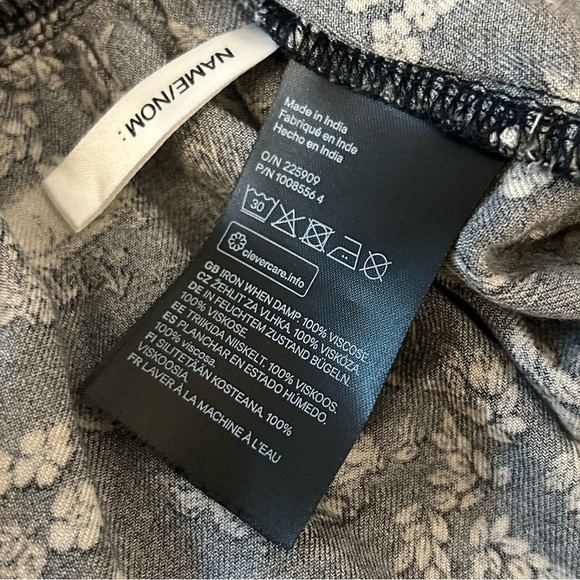 NAME/NOM:
Made in India
Fabriqué en Inde
Hecho en India
O/N 225909
P/N 1008556 4
30
clevercare.info
GB IRON WHEN DAMP. 100% VISCOSE.
CZ ŽEHLIT ZA VLHKA. 100% VISKÓZA.
DE IN FEUCHTEM ZUSTAND BÜGELN.
100% VISKOSE.
EE TRIIKIDA NIISKELT. 100% VISKOOS.
ES PLANCHAR EN ESTADO HÚMEDO.
100% viscosa.
FI SILITETÄÄN KOSTEANA. 100%
VISKOOSIA.
FR LAVER À LA MACHINE À L'EAU